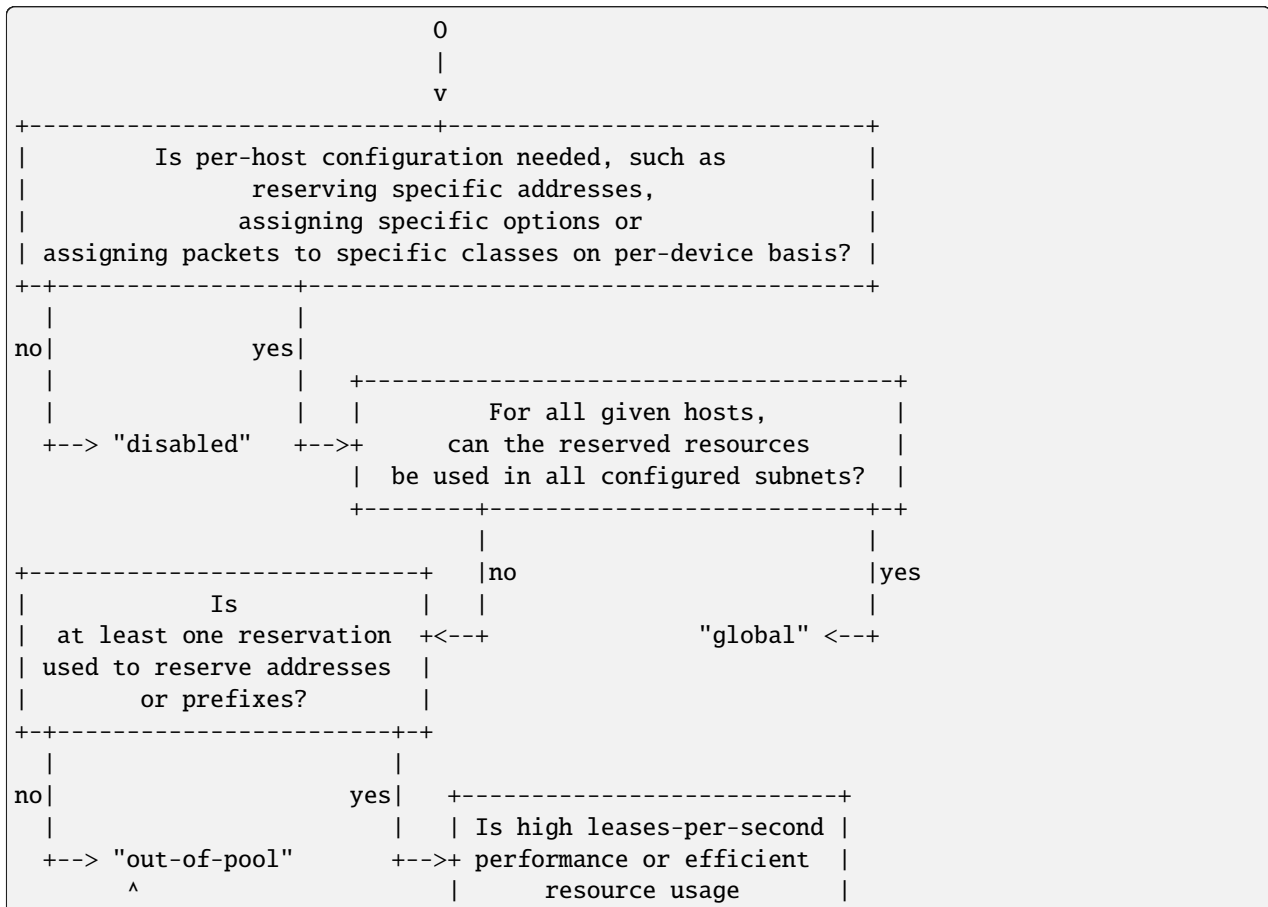 O
                              |
                              v
+-----------------------------+------------------------------+
|         Is per-host configuration needed, such as          |
|                reserving specific addresses,               |
|               assigning specific options or                |
| assigning packets to specific classes on per-device basis? |
+-+-----------------+----------------------------------------+
  |                 |
no|              yes|
  |                 |   +--------------------------------------+
  |                 |   |         For all given hosts,         |
  +--> "disabled"   +-->+      can the reserved resources      |
                        |  be used in all configured subnets?  |
                        +--------+---------------------------+-+
                                 |                           |
+----------------------------+   |no                         |yes
|             Is             |   |                           |
|  at least one reservation  +<--+               "global" <--+
| used to reserve addresses  |
|        or prefixes?        |
+-+------------------------+-+
  |                        |
no|                     yes|   +---------------------------+
  |                        |   | Is high leases-per-second |
  +--> "out-of-pool"       +-->+ performance or efficient  |
        ^                      |      resource usage       |